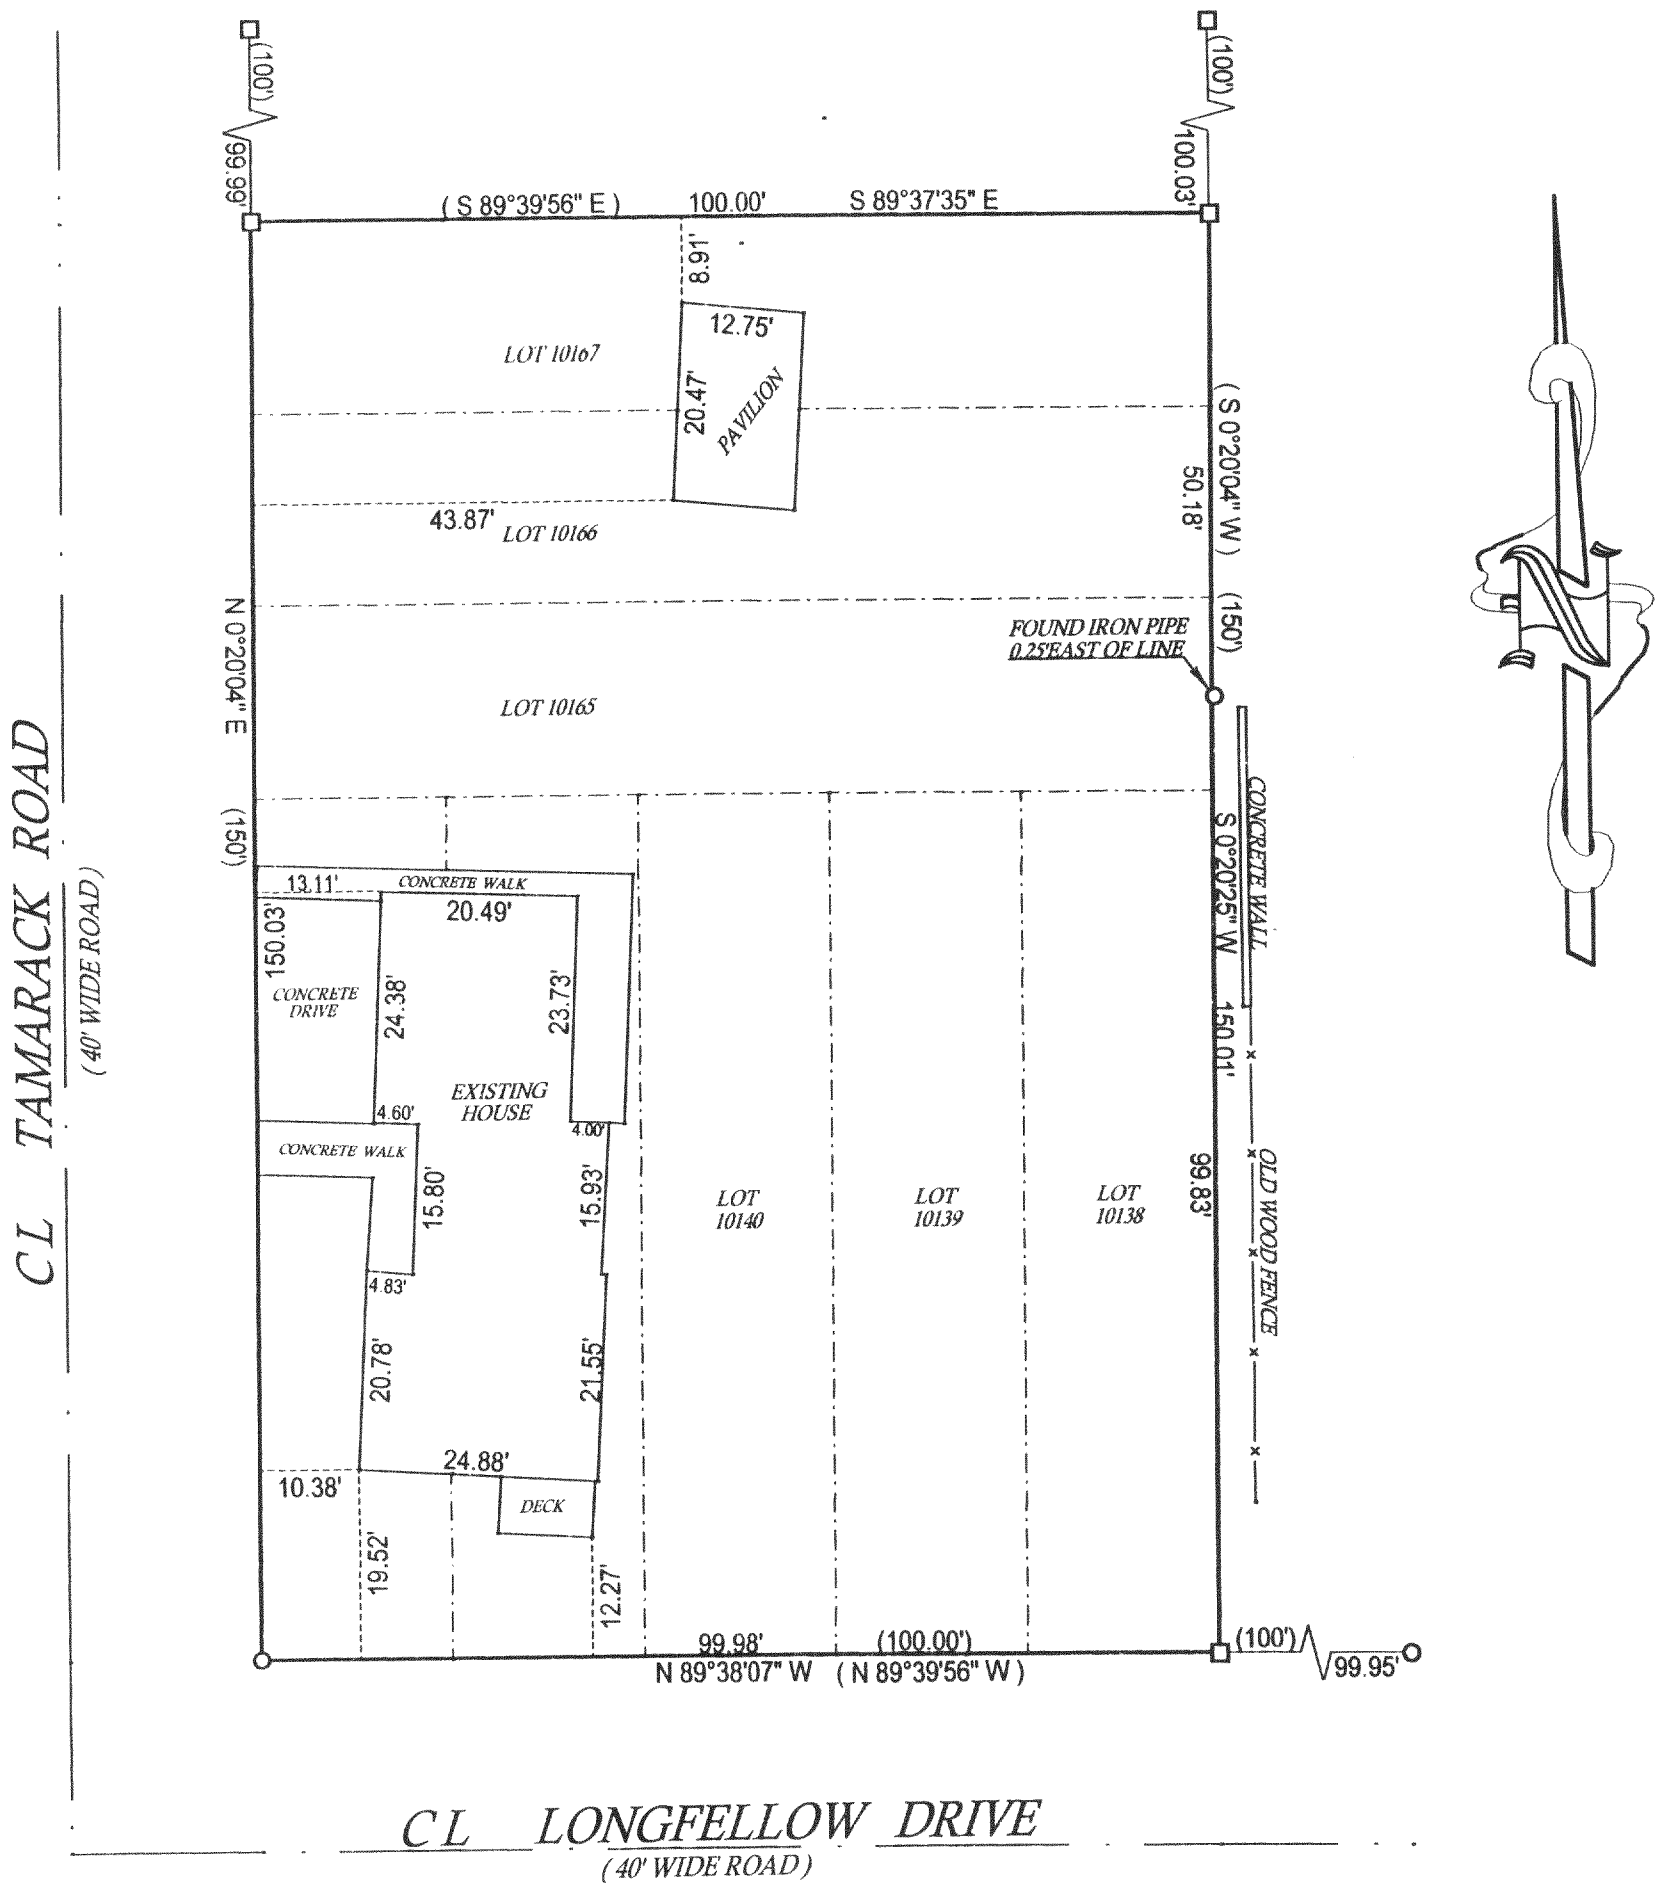 (100')
(100')
99.99'
100.03'
( S 89°39'56" E )
100.00'
S 89°37'35" E
8.91'
12.75'
LOT 10167
20.47'
PAVILION
( S 0°20'04" W )
50.18'
43.87'
LOT 10166
N 0°20'04" E
(150')
FOUND IRON PIPE
0.25'EAST OF LINE
LOT 10165
(150')
CL TAMARACK ROAD
( 40' WIDE ROAD )
CONCRETE WALL
S 0°20'25" W
150.01'
13.11'
CONCRETE WALK
20.49'
150.03'
CONCRETE
DRIVE
24.38'
23.73'
EXISTING
HOUSE
4.60'
4.00'
CONCRETE WALK
15.80'
15.93'
LOT
10140
LOT
10139
LOT
10138
99.83'
OLD WOOD FENCE
4.83'
20.78'
21.55'
24.88'
10.38'
DECK
19.52'
12.27'
99.98'
(100.00')
(100')
N 89°38'07" W
( N 89°39'56" W )
99.95'
CL LONGFELLOW DRIVE
( 40' WIDE ROAD )
N